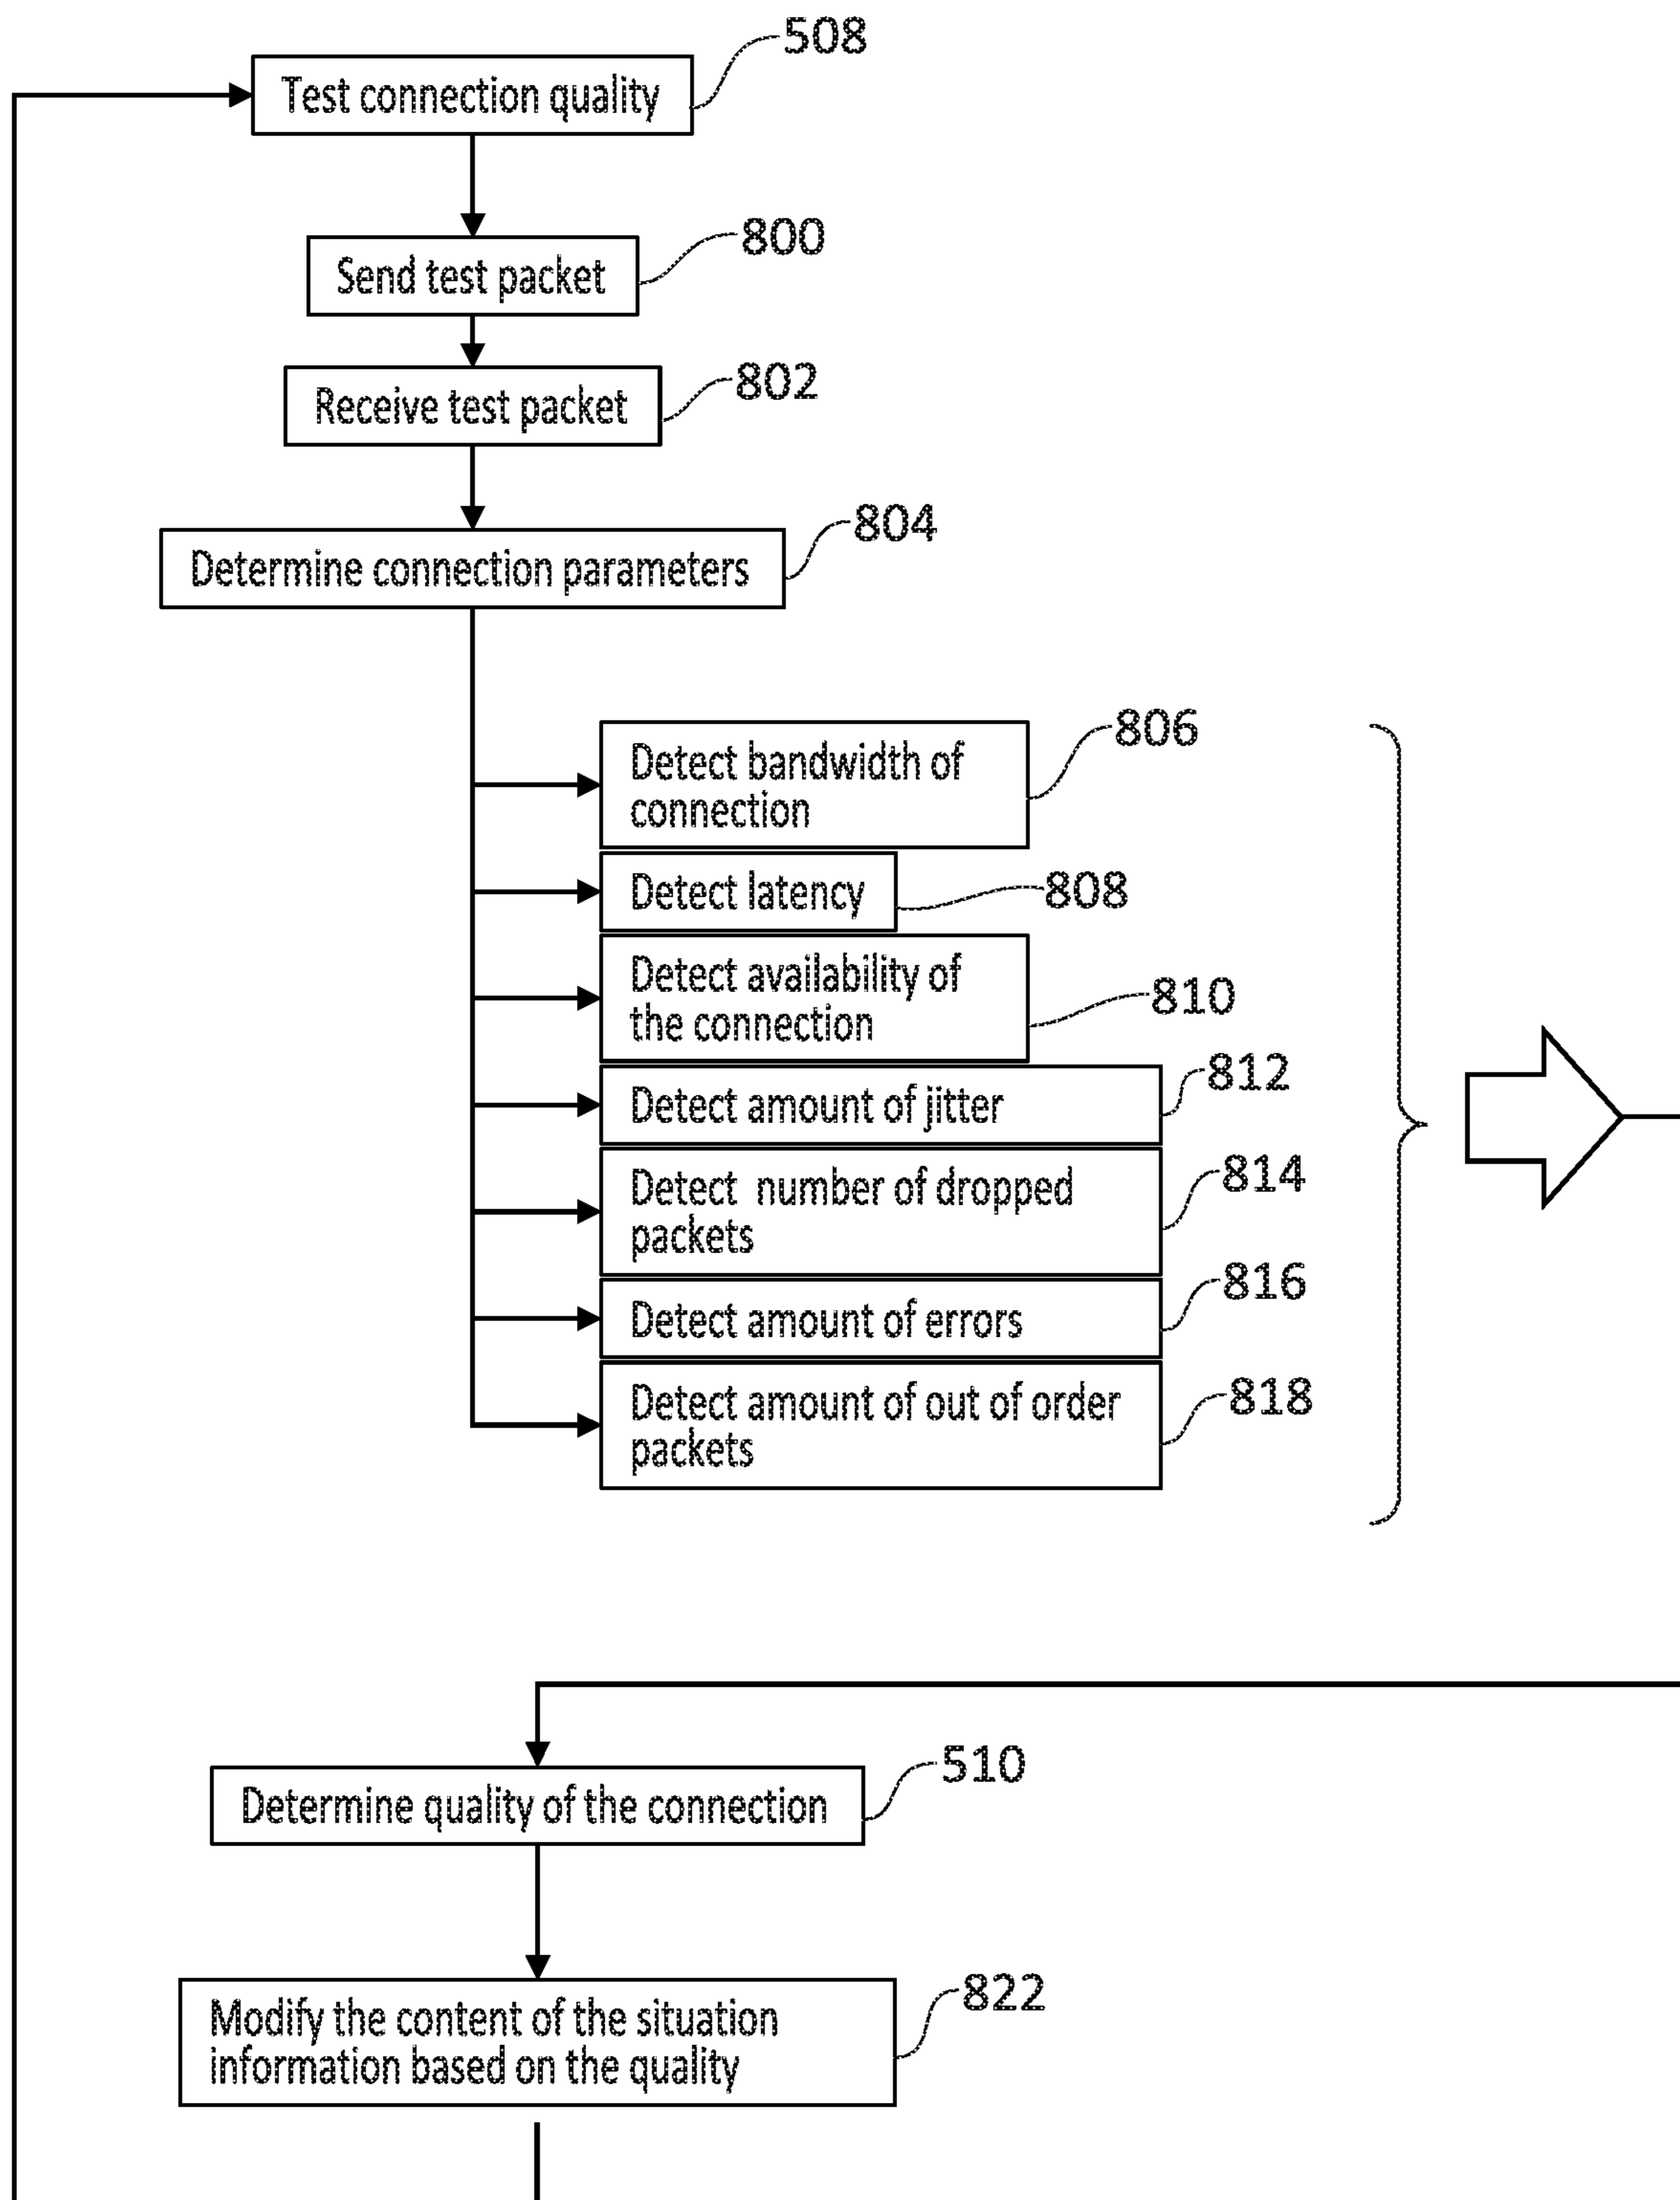 508
Test connection quality
800
Send test packet
802
Receive test packet
804
Determine connection parameters
806
Detect bandwidth of
connection
Detect latency
808
Detect availability of
the connection
810
812
Detect amount of jitter
814
Detect number of dropped
packets
816
Detect amount of errors
818
Detect amount of out of order
packets
510
Determine quality of the connection
822
Modify the content of the situation
information based on the quality